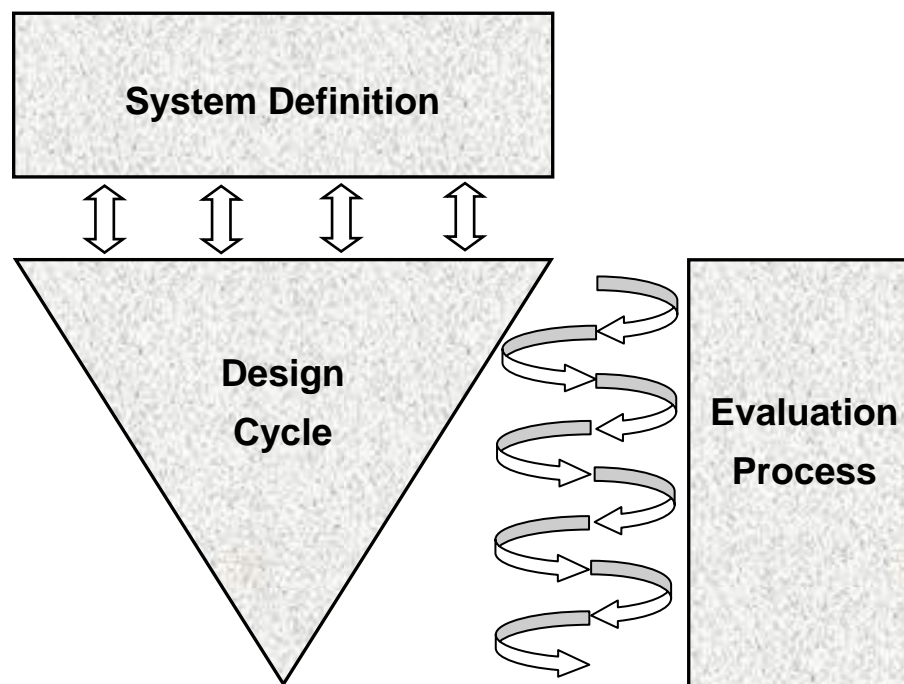 System Definition
Design
Cycle
Evaluation
Process